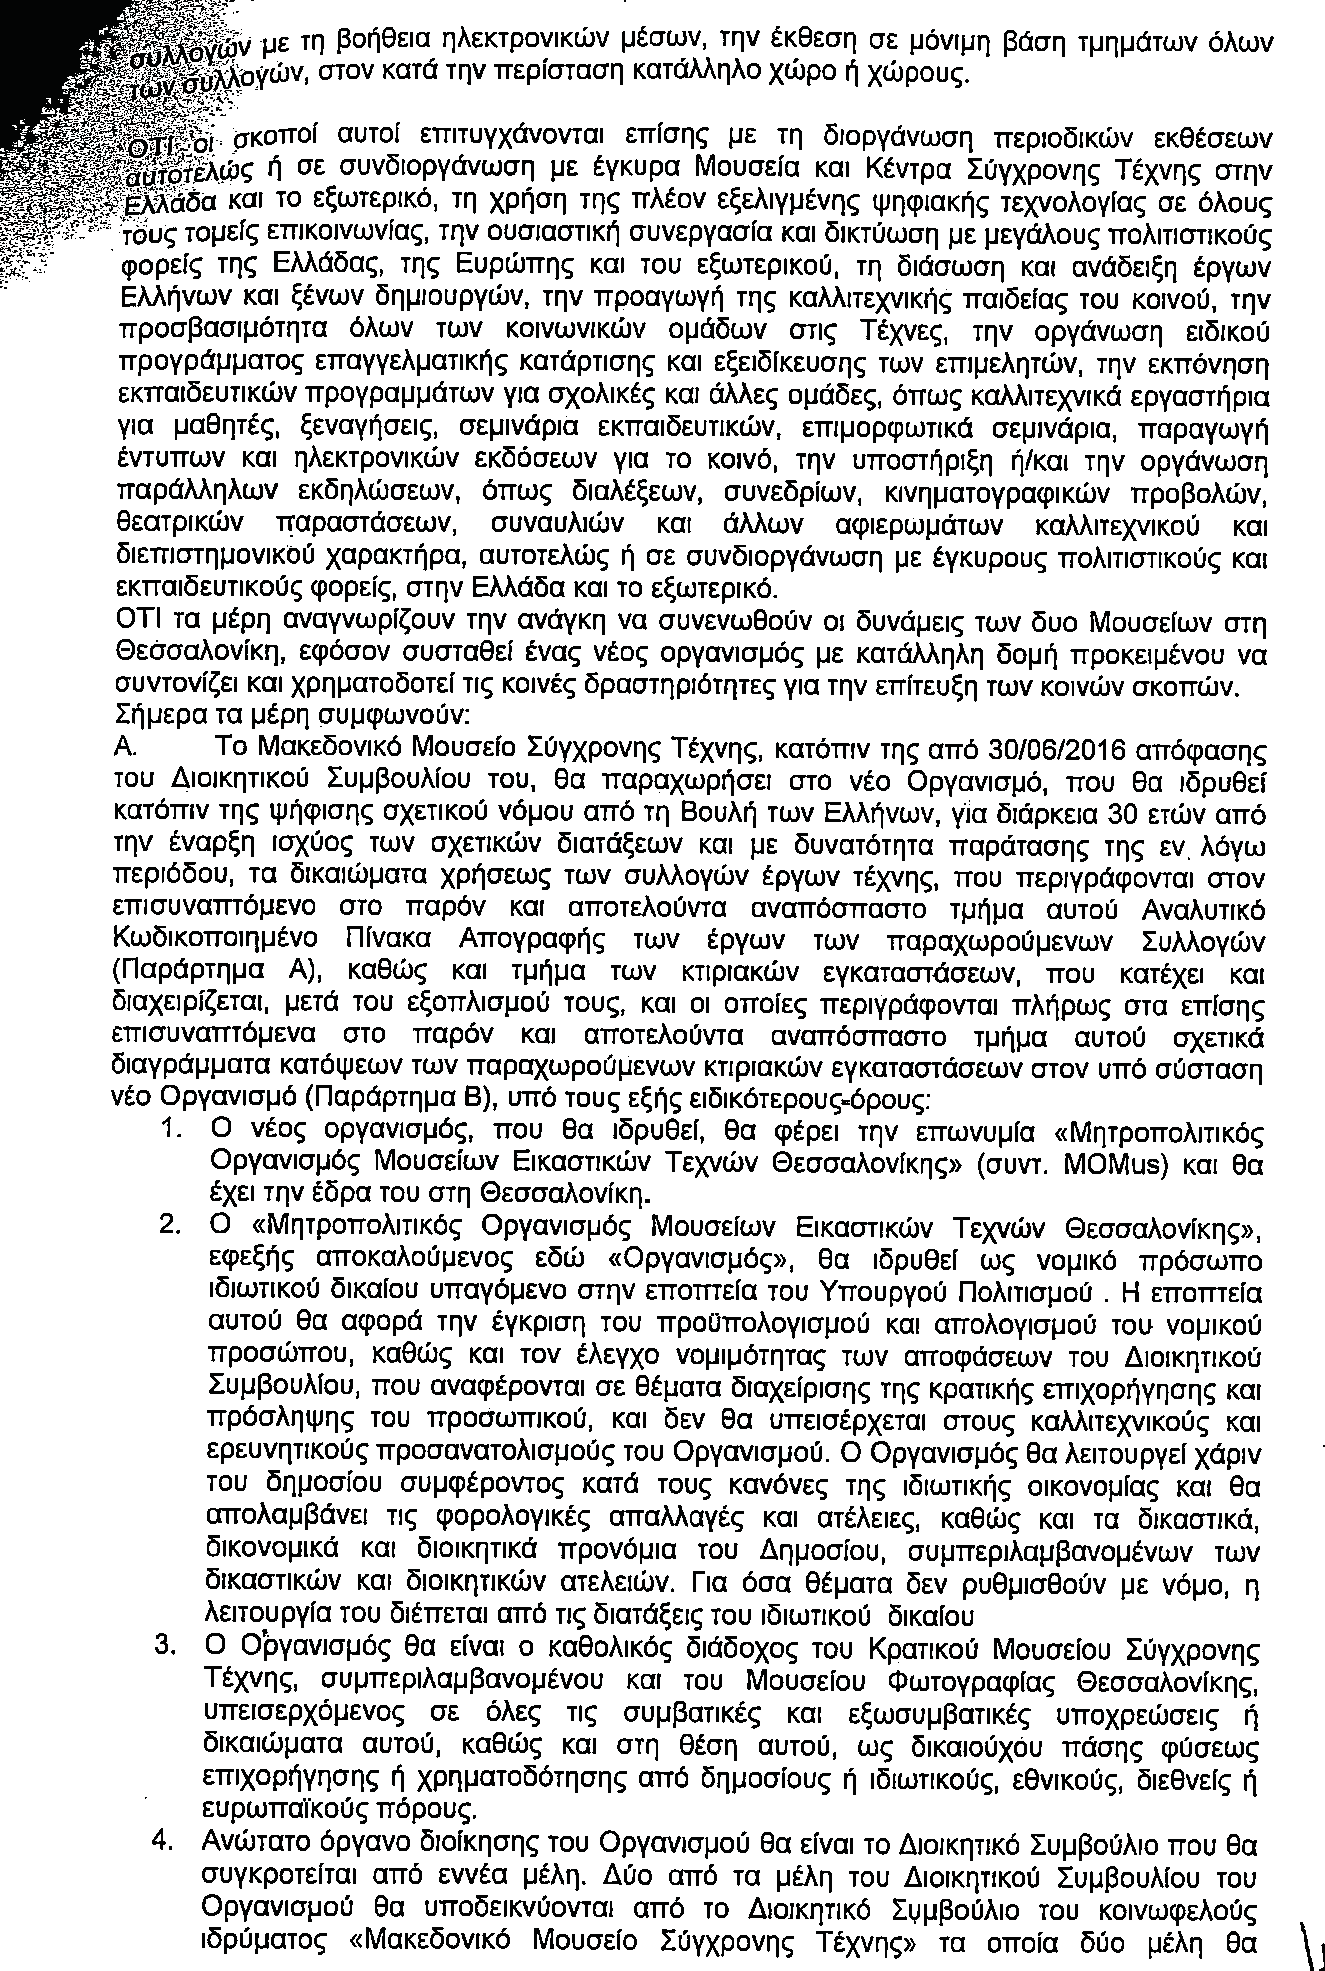 συλλογών με τη βοήθεια ηλεκτρονικών μέσων, την έκθεση σε μόνιμη βάση τμημάτων όλων
των συλλογών, στον κατά την περίσταση κατάλληλο χώρο ή χώρους.
ΟΤΙ οι σκοποί αυτοί επιτυγχάνονται επίσης με τη διοργάνωση περιοδικών εκθέσεων
αυτοτελώς ή σε συνδιοργάνωση με έγκυρα Μουσεία και Κέντρα Σύγχρονης Τέχνης στην
Ελλάδα και το εξωτερικό, τη χρήση της πλέον εξελιγμένης ψηφιακής τεχνολογίας σε όλους
τους τομείς επικοινωνίας, την ουσιαστική συνεργασία και δικτύωση με μεγάλους πολιτιστικούς
φορείς της Ελλάδας, της Ευρώπης και του εξωτερικού, τη διάσωση και ανάδειξη έργων
Ελλήνων και ξένων δημιουργών, την προαγωγή της καλλιτεχνικής παιδείας του κοινού, την
προσβασιμότητα όλων των κοινωνικών ομάδων στις Τέχνες, την οργάνωση ειδικού
προγράμματος επαγγελματικής κατάρτισης και εξειδίκευσης των επιμελητών, την εκπόνηση
εκπαιδευτικών προγραμμάτων για σχολικές και άλλες ομάδες, όπως καλλιτεχνικά εργαστήρια
για μαθητές, ξεναγήσεις, σεμινάρια εκπαιδευτικών, επιμορφωτικά σεμινάρια, παραγωγή
έντυπων και ηλεκτρονικών εκδόσεων για το κοινό, την υποστήριξη ή/και την οργάνωση
παράλληλων εκδηλώσεων, όπως διαλέξεων, συνεδρίων, κινηματογραφικών προβολών,
θεατρικών παραστάσεων, συναυλιών και άλλων αφιερωμάτων καλλιτεχνικού και
διεπιστημονικού χαρακτήρα, αυτοτελώς ή σε συνδιοργάνωση με έγκυρους πολιτιστικούς και
εκπαιδευτικούς φορείς, στην Ελλάδα και το εξωτερικό.
ΟΤΙ τα μέρη αναγνωρίζουν την ανάγκη να συνενωθούν οι δυνάμεις των δυο Μουσείων στη
Θεσσαλονίκη, εφόσον συσταθεί ένας νέος οργανισμός με κατάλληλη δομή προκειμένου να
συντονίζει και χρηματοδοτεί τις κοινές δραστηριότητες για την επίτευξη των κοινών σκοπών.
Σήμερα τα μέρη συμφωνούν:
Α. Το Μακεδονικό Μουσείο Σύγχρονης Τέχνης, κατόπιν της από 30/06/2016 απόφασης
του Διοικητικού Συμβουλίου του, θα παραχωρήσει στο νέο Οργανισμό, που θα ιδρυθεί
κατόπιν της ψήφισης σχετικού νόμου από τη Βουλή των Ελλήνων, για διάρκεια 30 ετών από
την έναρξη ισχύος των σχετικών διατάξεων και με δυνατότητα παράτασης της εν λόγω
περιόδου, τα δικαιώματα χρήσεως των συλλογών έργων τέχνης, που περιγράφονται στον
επισυναπτόμενο στο παρόν και αποτελούντα αναπόσπαστο τμήμα αυτού Αναλυτικό
Κωδικοποιημένο Πίνακα Απογραφής των έργων των παραχωρούμενων Συλλογών
(Παράρτημα Α), καθώς και τμήμα των κτιριακών εγκαταστάσεων, που κατέχει και
διαχειρίζεται, μετά του εξοπλισμού τους, και οι οποίες περιγράφονται πλήρως στα επίσης
επισυναπτόμενα στο παρόν και αποτελούντα αναπόσπαστο τμήμα αυτού σχετικά
διαγράμματα κατόψεων των παραχωρούμενων κτιριακών εγκαταστάσεων στον υπό σύσταση
νέο Οργανισμό (Παράρτημα Β), υπό τους εξής ειδικότερους όρους:
1. Ο νέος οργανισμός, που θα ιδρυθεί, θα φέρει την επωνυμία «Μητροπολιτικός
Οργανισμός Μουσείων Εικαστικών Τεχνών Θεσσαλονίκης» (συντ. MOMus) και θα
έχει την έδρα του στη Θεσσαλονίκη.
2. Ο «Μητροπολιτικός Οργανισμός Μουσείων Εικαστικών Τεχνών Θεσσαλονίκης»,
εφεξής αποκαλούμενος εδώ «Οργανισμός», θα ιδρυθεί ως νομικό πρόσωπο
ιδιωτικού δικαίου υπαγόμενο στην εποπτεία του Υπουργού Πολιτισμού . Η εποπτεία
αυτού θα αφορά την έγκριση του προϋπολογισμού και απολογισμού του νομικού
προσώπου, καθώς και τον έλεγχο νομιμότητας των αποφάσεων του Διοικητικού
Συμβουλίου, που αναφέρονται σε θέματα διαχείρισης της κρατικής επιχορήγησης και
πρόσληψης του προσωπικού, και δεν θα υπεισέρχεται στους καλλιτεχνικούς και
ερευνητικούς προσανατολισμούς του Οργανισμού. Ο Οργανισμός θα λειτουργεί χάριν
του δημοσίου συμφέροντος κατά τους κανόνες της ιδιωτικής οικονομίας και θα
απολαμβάνει τις φορολογικές απαλλαγές και ατέλειες, καθώς και τα δικαστικά,
δικονομικά και διοικητικά προνόμια του Δημοσίου, συμπεριλαμβανομένων των
δικαστικών και διοικητικών ατελειών. Για όσα θέματα δεν ρυθμισθούν με νόμο, η
λειτουργία του διέπεται από τις διατάξεις του ιδιωτικού δικαίου
3. Ο Οργανισμός θα είναι ο καθολικός διάδοχος του Κρατικού Μουσείου Σύγχρονης
Τέχνης, συμπεριλαμβανομένου και του Μουσείου Φωτογραφίας Θεσσαλονίκης,
υπεισερχόμενος σε όλες τις συμβατικές και εξωσυμβατικές υποχρεώσεις ή
δικαιώματα αυτού, καθώς και στη θέση αυτού, ως δικαιούχου πάσης φύσεως
επιχορήγησης ή χρηματοδότησης από δημοσίους ή ιδιωτικούς, εθνικούς, διεθνείς ή
ευρωπαϊκούς πόρους.
4. Ανώτατο όργανο διοίκησης του Οργανισμού θα είναι το Διοικητικό Συμβούλιο που θα
συγκροτείται από εννέα μέλη. Δύο από τα μέλη του Διοικητικού Συμβουλίου του
Οργανισμού θα υποδεικνύονται από το Διοικητικό Συμβούλιο του κοινωφελούς
ιδρύματος «Μακεδονικό Μουσείο Σύγχρονης Τέχνης» τα οποία δύο μέλη θα